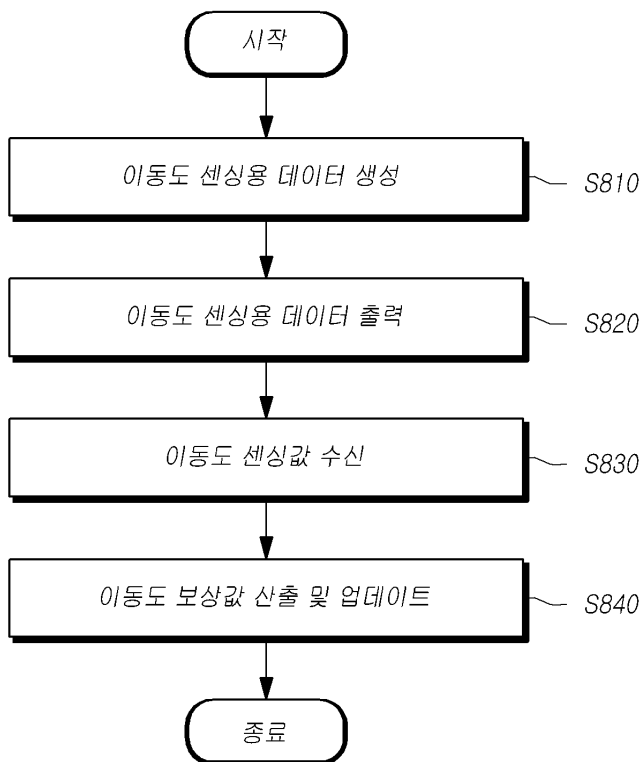 시작
이동도 센싱용 데이터 생성
S810
이동도 센싱용 데이터 출력
S820
이동도 센싱값 수신
S830
이동도 보상값 산출 및 업데이트
S840
종료